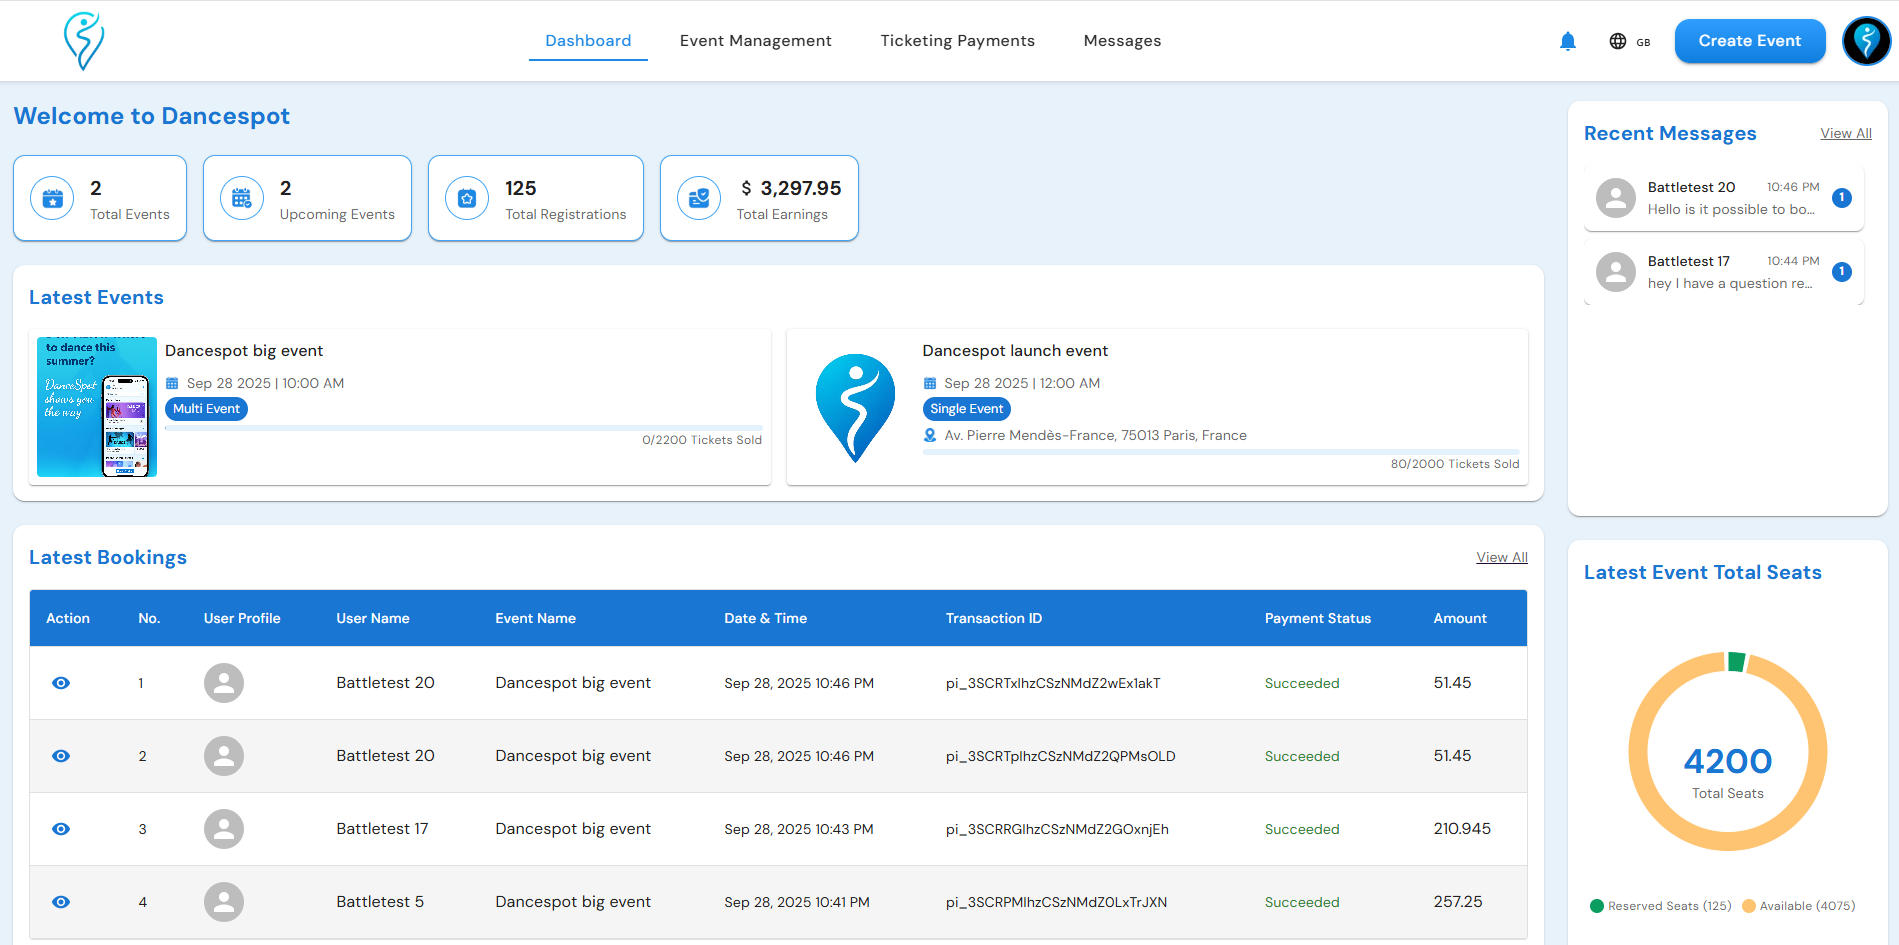 Dashboard
Event Management
Ticketing Payments
Messages
GB
Create Event
Welcome to Dancespot
2
Total Events
2
Upcoming Events
125
Total Registrations
$ 3,297.95
Total Earnings
Latest Events
to dance this
summer?
DanceSpot
shows you
the way
Dancespot big event
Sep 28 2025 | 10:00 AM
Multi Event
0/2200 Tickets Sold
Dancespot launch event
Sep 28 2025 | 12:00 AM
Single Event
Av. Pierre Mendès-France, 75013 Paris, France
80/2000 Tickets Sold
Latest Bookings
View All
Action No. User Profile User Name Event Name Date & Time Transaction ID Payment Status Amount
1 Battletest 20 Dancespot big event Sep 28, 2025 10:46 PM pi_3SCRTxIhzCSzNMdZ2wEx1akT Succeeded 51.45
2 Battletest 20 Dancespot big event Sep 28, 2025 10:46 PM pi_3SCRTpIhzCSzNMdZ2QPMsOLD Succeeded 51.45
3 Battletest 17 Dancespot big event Sep 28, 2025 10:43 PM pi_3SCRRGIhzCSzNMdZ2GOxnjEh Succeeded 210.945
4 Battletest 5 Dancespot big event Sep 28, 2025 10:41 PM pi_3SCRPMIhzCSzNMdZ0LxTrJXN Succeeded 257.25
Recent Messages
View All
Battletest 20 10:46 PM
Hello is it possible to bo...
1
Battletest 17 10:44 PM
hey I have a question re...
1
Latest Event Total Seats
4200
Total Seats
Reserved Seats (125) Available (4075)